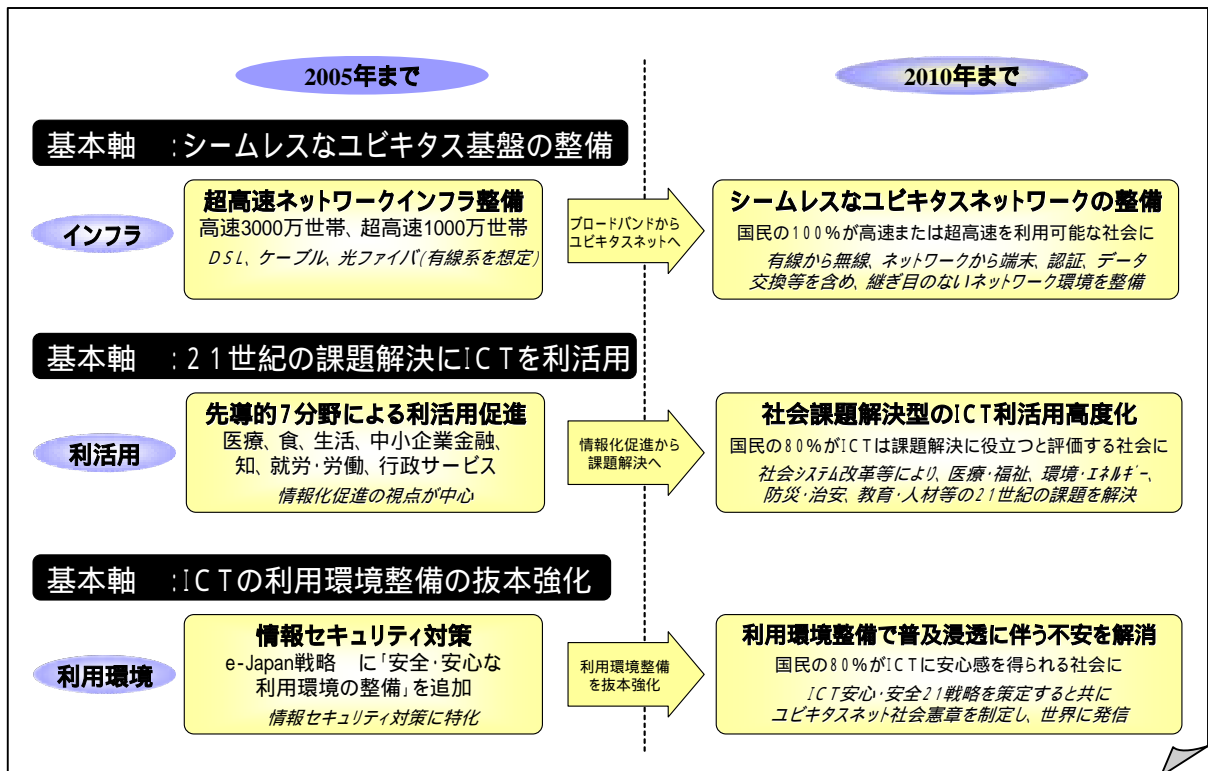 2005年まで
2010年まで
基本軸　:シームレスなユビキタス基盤の整備
インフラ
超高速ネットワークインフラ整備
高速3000万世帯、超高速1000万世帯
DSL、ケーブル、光ファイバ(有線系を想定)
ブロードバンドから
ユビキタスネットへ
シームレスなユビキタスネットワークの整備
国民の100%が高速または超高速を利用可能な社会に
有線から無線、ネットワークから端末、認証、データ
交換等を含め、継ぎ目のないネットワーク環境を整備
基本軸　:21世紀の課題解決にICTを利活用
利活用
先導的7分野による利活用促進
医療、食、生活、中小企業金融、
知、就労・労働、行政サービス
情報化促進の視点が中心
情報化促進から
課題解決へ
社会課題解決型のICT利活用高度化
国民の80%がICTは課題解決に役立つと評価する社会に
社会システム改革等により、医療・福祉、環境・エネルギー、
防災・治安、教育・人材等の21世紀の課題を解決
基本軸　:ICTの利用環境整備の抜本強化
利用環境
情報セキュリティ対策
e-Japan戦略　に「安全・安心な
利用環境の整備」を追加
情報セキュリティ対策に特化
利用環境整備
を抜本強化
利用環境整備で普及浸透に伴う不安を解消
国民の80%がICTに安心感を得られる社会に
ICT安心・安全21戦略を策定すると共に
ユビキタスネット社会憲章を制定し、世界に発信